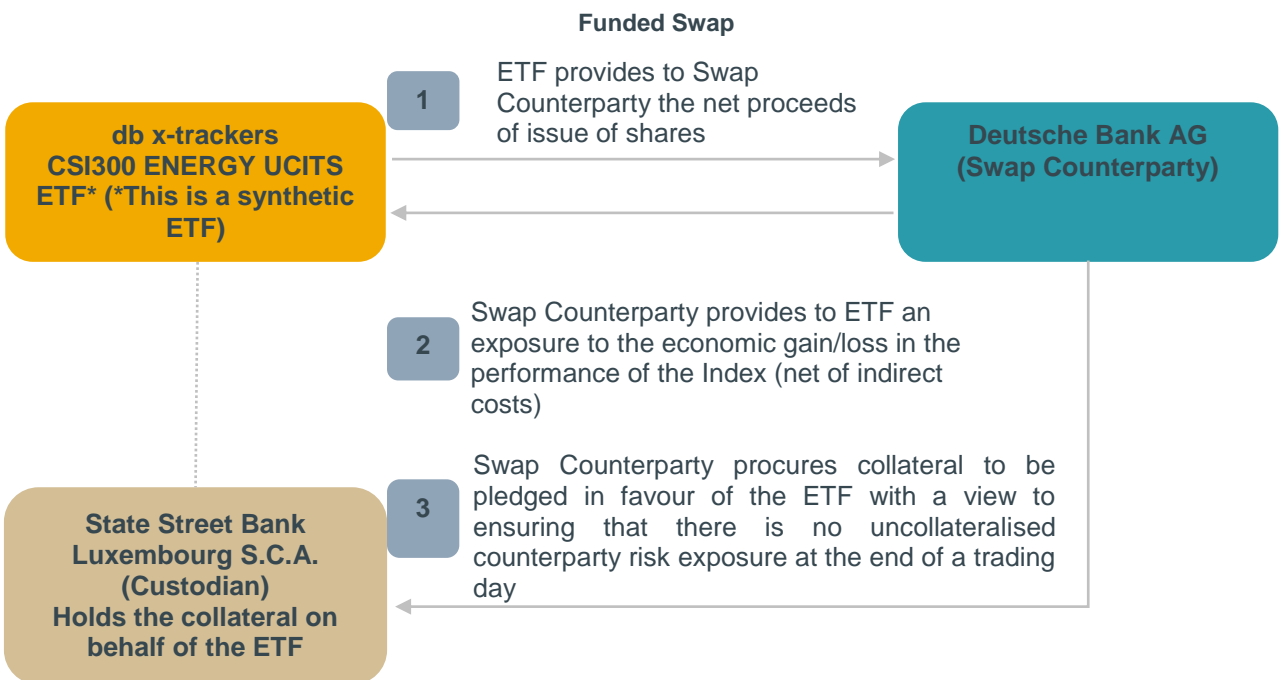 Funded Swap
1
ETF provides to Swap
Counterparty the net proceeds
of issue of shares
db x-trackers
CSI300 ENERGY UCITS
ETF* (*This is a synthetic
ETF)
Deutsche Bank AG
(Swap Counterparty)
2
Swap Counterparty provides to ETF an
exposure to the economic gain/loss in the
performance of the Index (net of indirect
costs)
3
Swap Counterparty procures collateral to be
pledged in favour of the ETF with a view to
ensuring that there is no uncollateralised
counterparty risk exposure at the end of a trading
day
State Street Bank
Luxembourg S.C.A.
(Custodian)
Holds the collateral on
behalf of the ETF